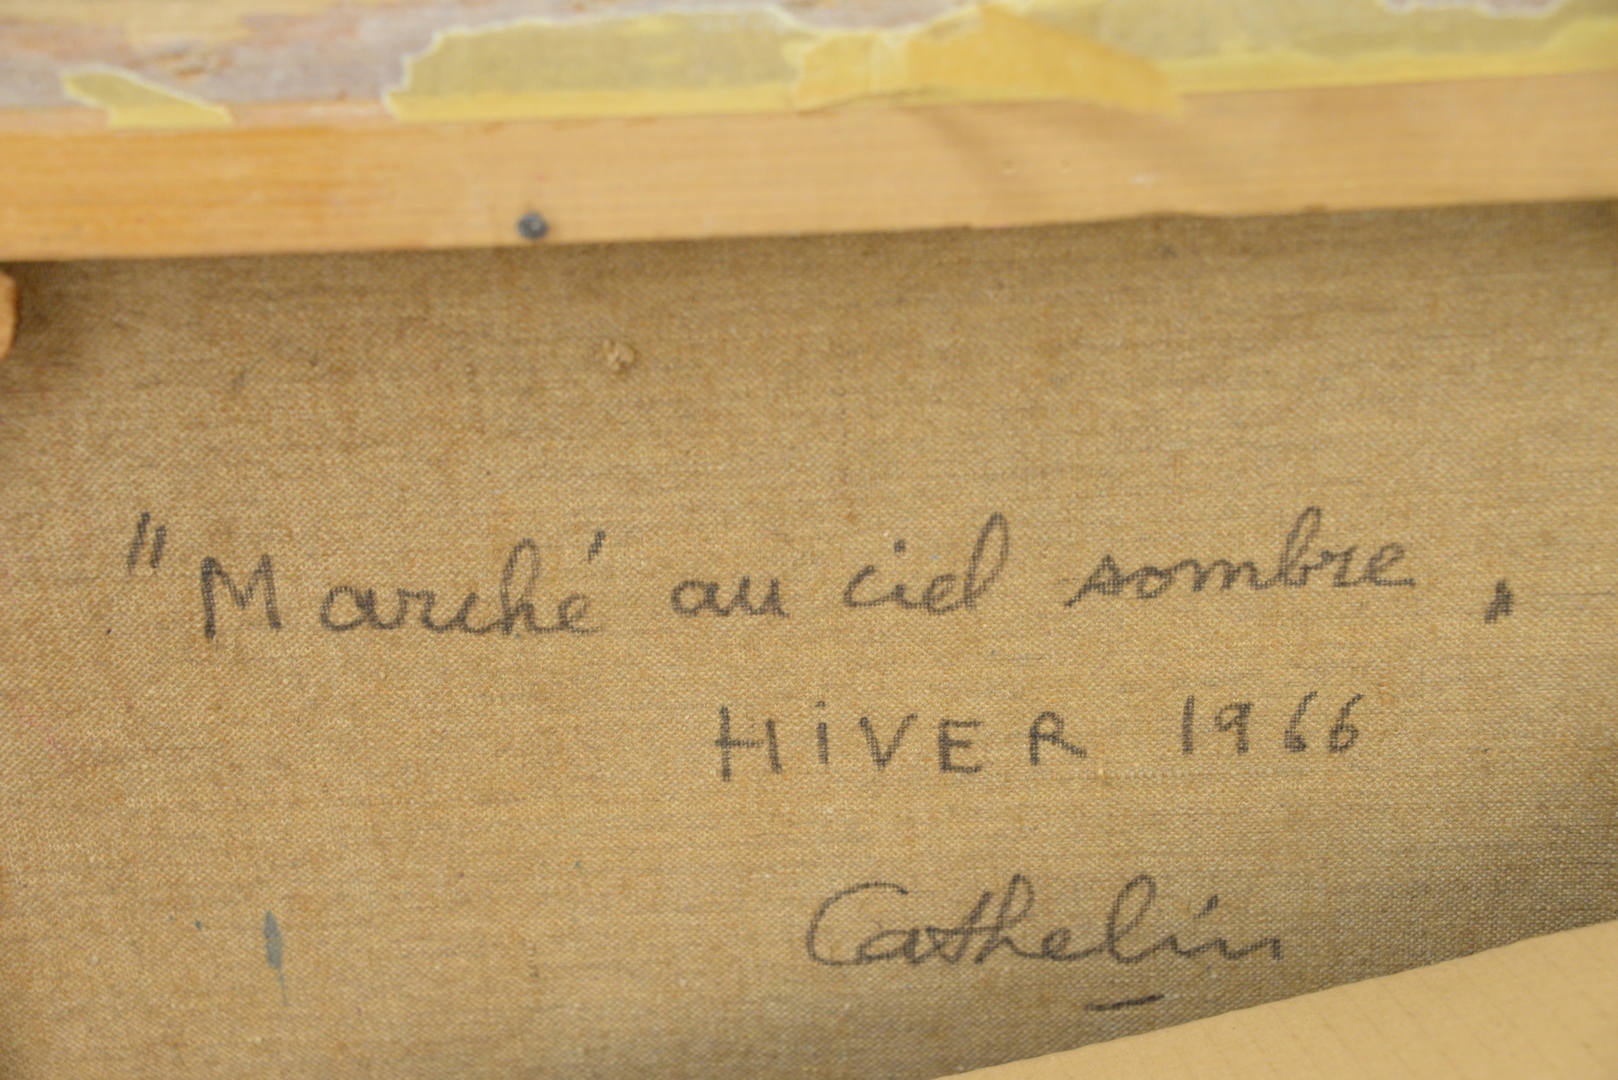 "Marché au ciel sombre"
HiVER 1966
Cathelin